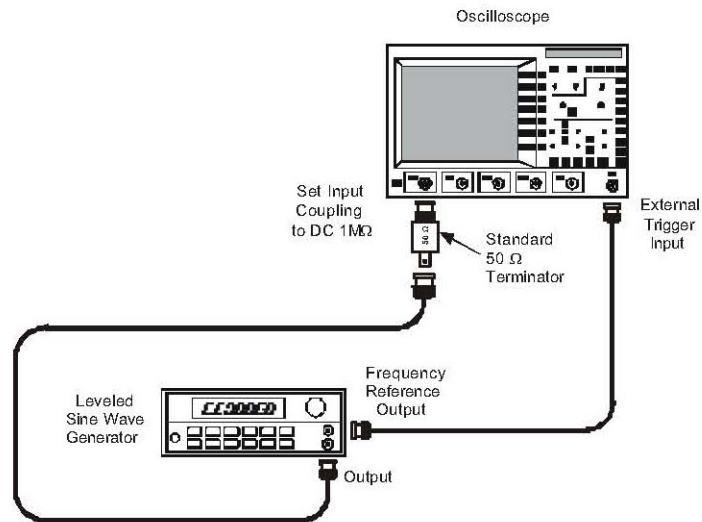 Oscilloscope
Set Input
Coupling
to DC 1MΩ
50 Ω
Standard
50 Ω
Terminator
External
Trigger
Input
Leveled
Sine Wave
Generator
Frequency
Reference
Output
Output